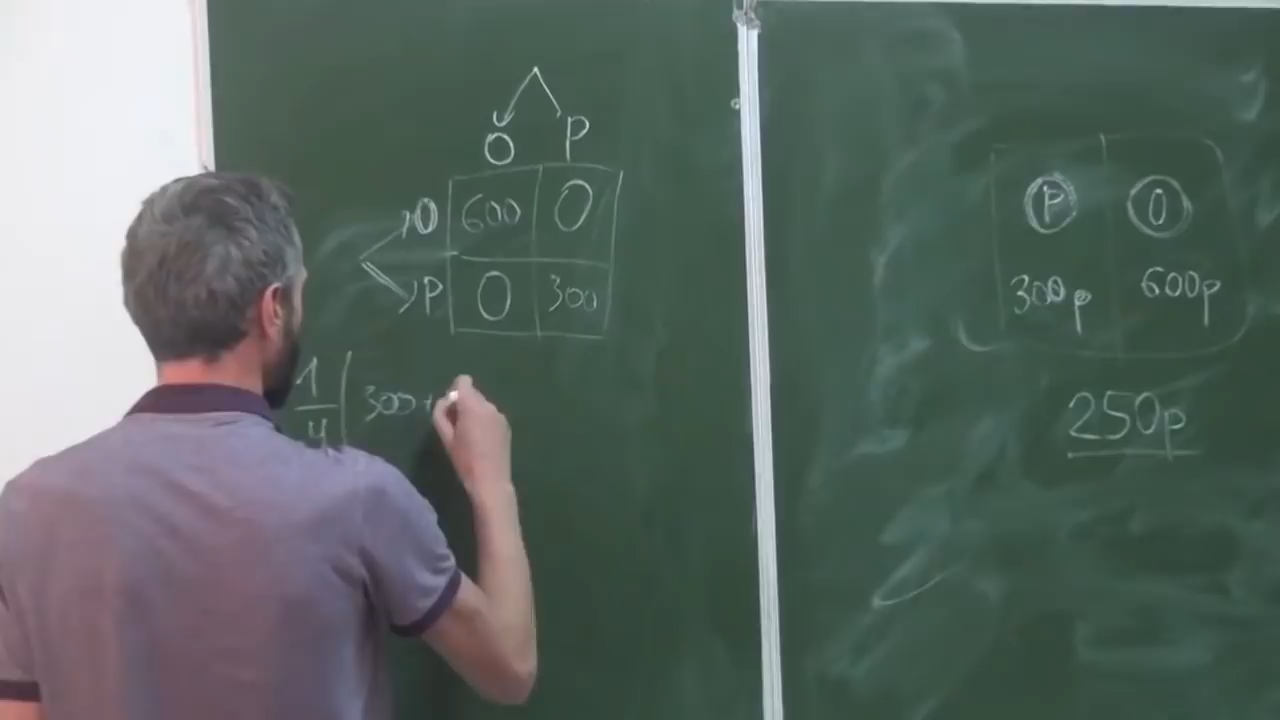 О Р
О 600 0
Р 0 300
1/4 | 300 +
Р О
300р 600р
250р